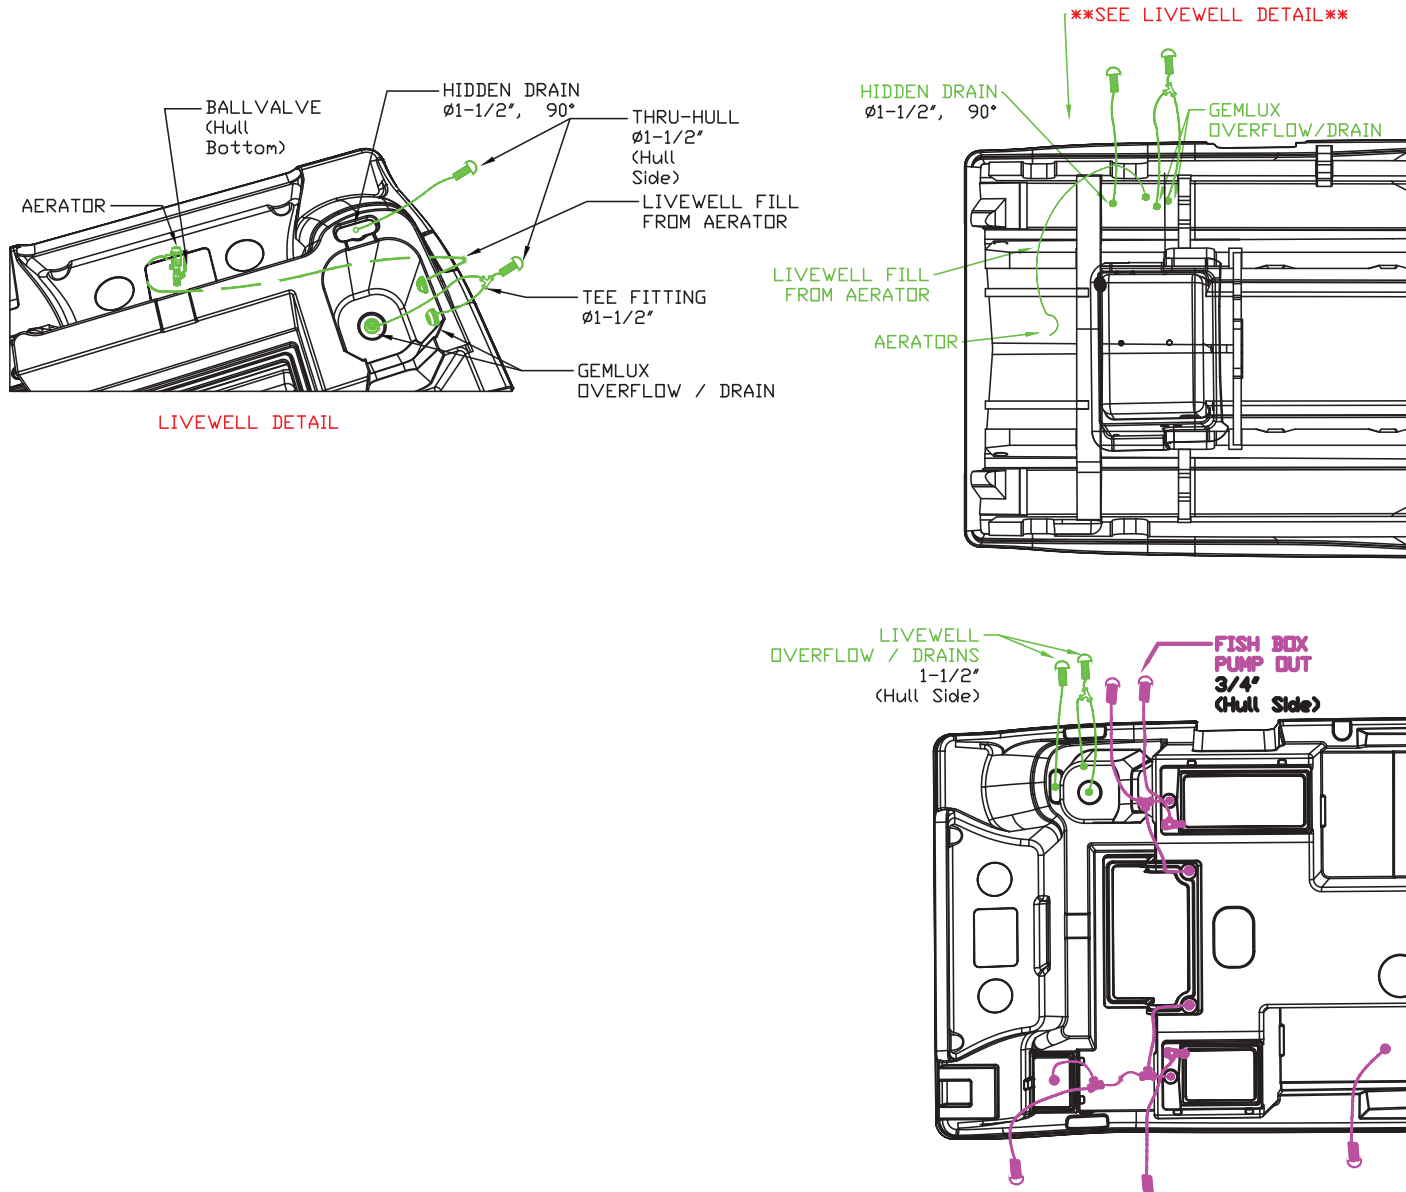 **SEE LIVEWELL DETAIL**
BALLVALVE
(Hull
Bottom)
HIDDEN DRAIN
Ø1-1/2", 90°
THRU-HULL
Ø1-1/2"
(Hull
Side)
AERATOR
LIVEWELL FILL
FROM AERATOR
TEE FITTING
Ø1-1/2"
GEMLUX
OVERFLOW / DRAIN
LIVEWELL DETAIL
HIDDEN DRAIN
Ø1-1/2", 90°
GEMLUX
OVERFLOW/DRAIN
LIVEWELL FILL
FROM AERATOR
AERATOR
LIVEWELL
OVERFLOW / DRAINS
1-1/2"
(Hull Side)
FISH BOX
PUMP OUT
3/4"
(Hull Side)